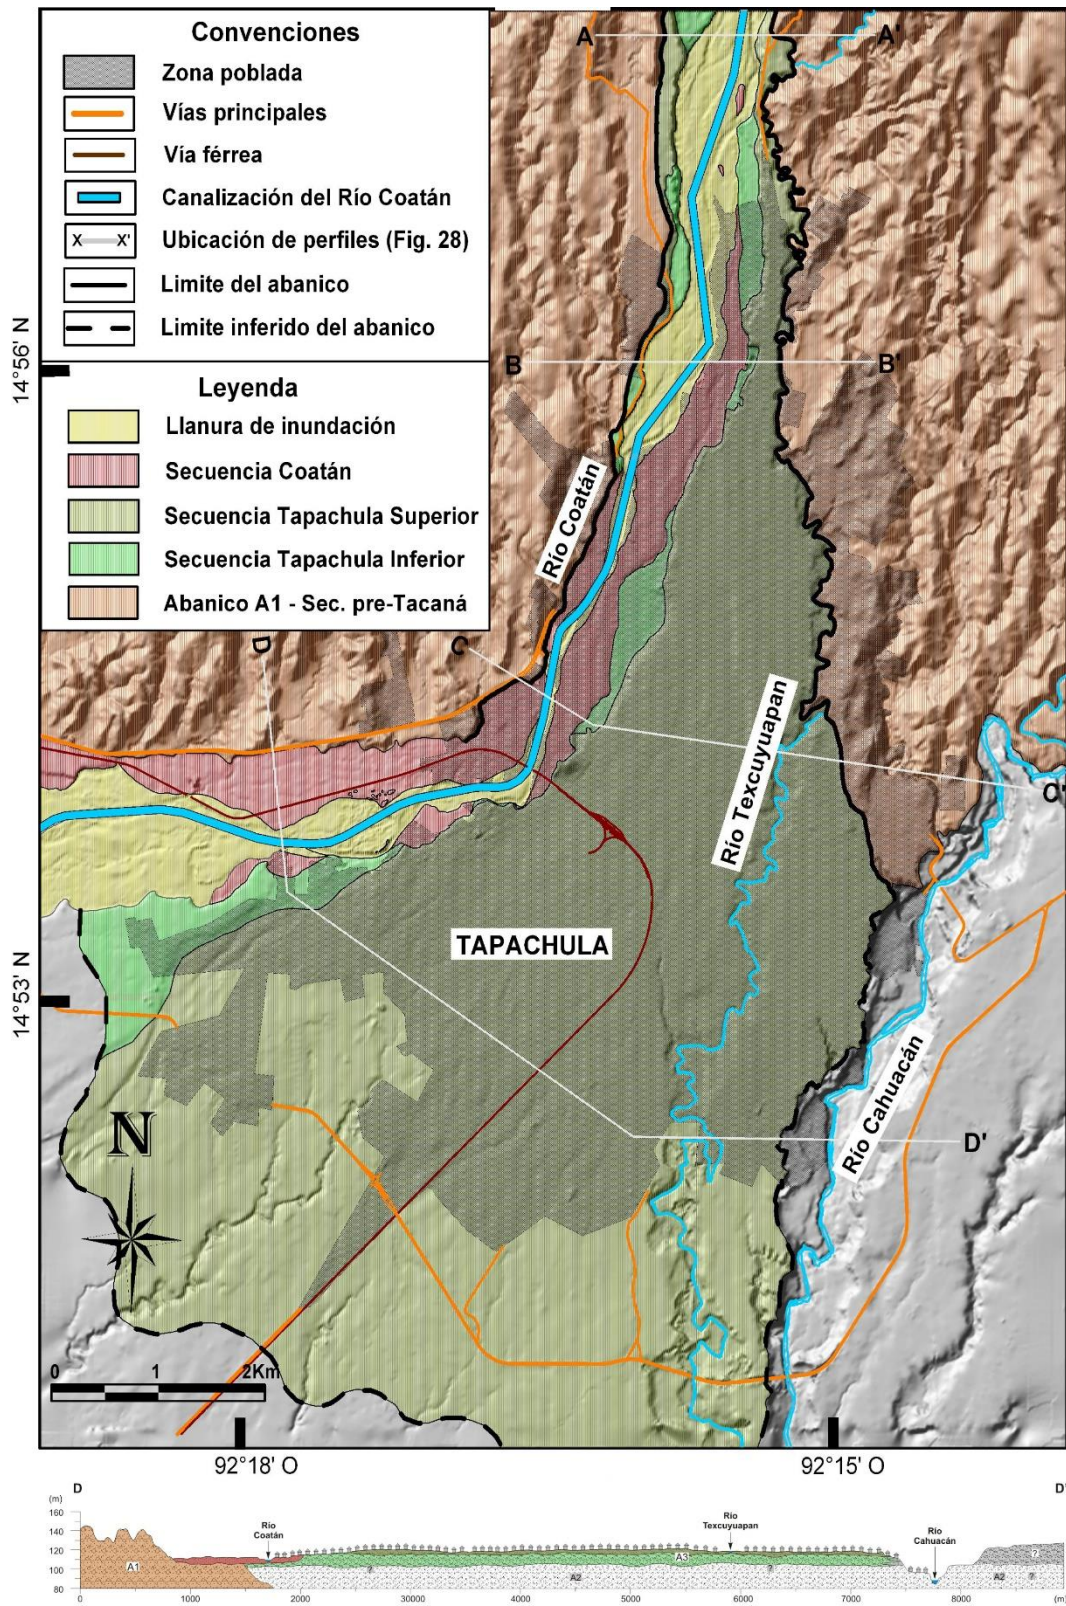 Convenciones
Zona poblada
Vías principales
Vía férrea
Canalización del Río Coatán
X X' Ubicación de perfiles (Fig. 28)
Limite del abanico
Limite inferido del abanico
Leyenda
Llanura de inundación
Secuencia Coatán
Secuencia Tapachula Superior
Secuencia Tapachula Inferior
Abanico A1 - Sec. pre-Tacaná
A A'
14°56' N
B B'
Río Coatán
D
C
Río Texcuyuapan
C'
TAPACHULA
14°53' N
Río Cahuacán
N
D'
0 1 2Km
92°18' O
92°15' O
D D'
(m)
160
140
120
100
80
Río
Coatán
Río
Texcuyuapan
Río
Cahuacán
A1
A3
?
?
?
A2
A2
?
0 1000 2000 30000 4000 5000 6000 7000 8000 (m)